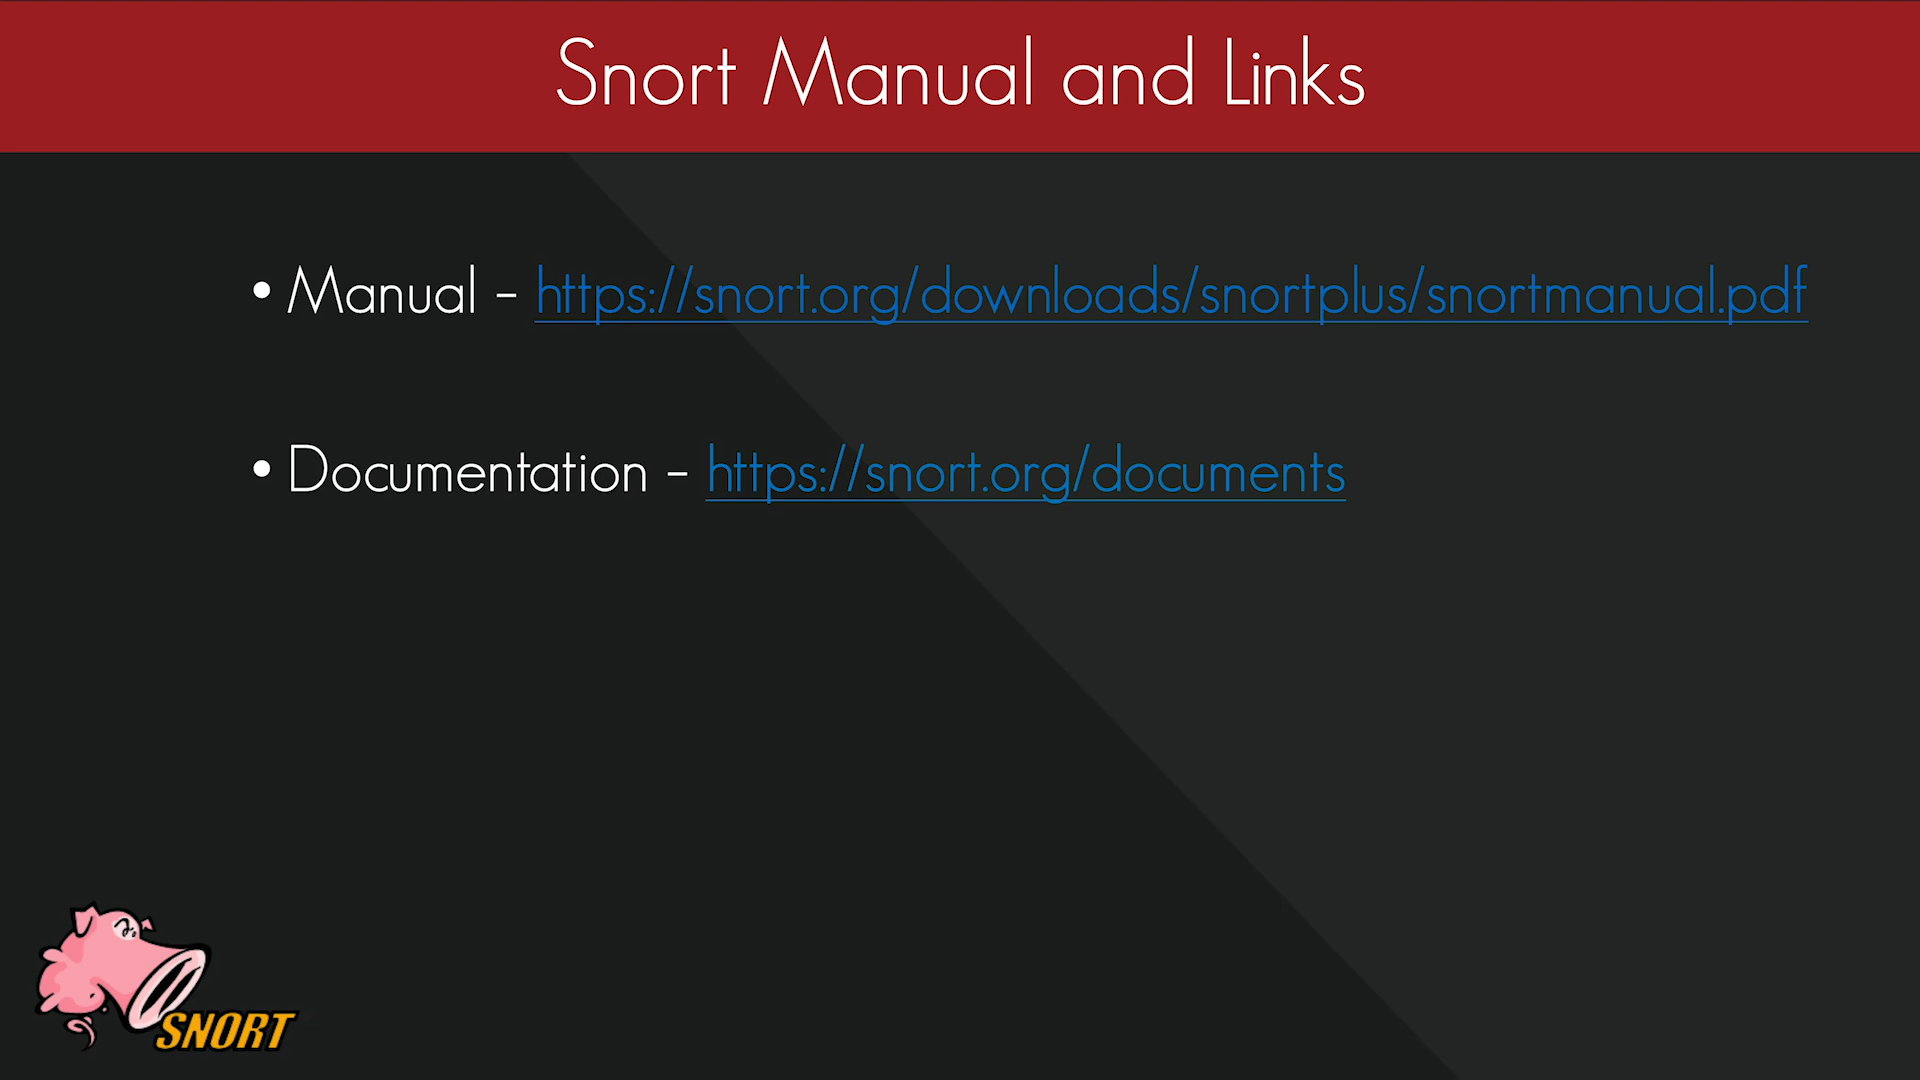 Snort Manual and Links
• Manual – https://snort.org/downloads/snortplus/snortmanual.pdf
• Documentation – https://snort.org/documents
SNORT